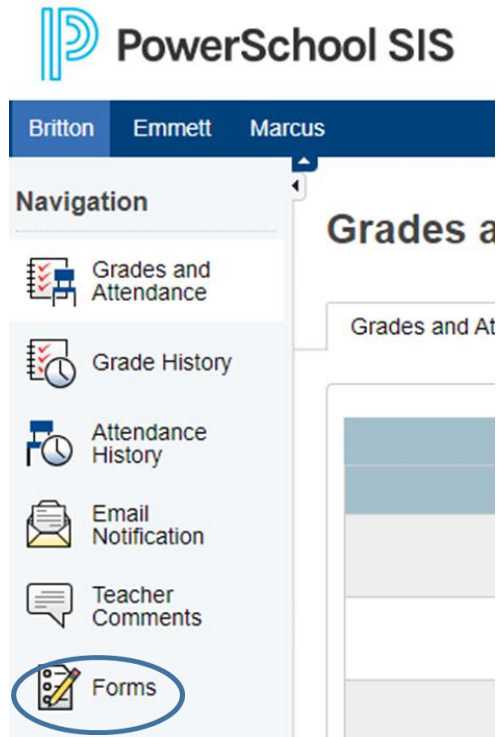 PowerSchool SIS
Britton Emmett Marcus
Navigation
Grades a
Grades and
Attendance
Grades and At
Grade History
Attendance
History
Email
Notification
Teacher
Comments
Forms